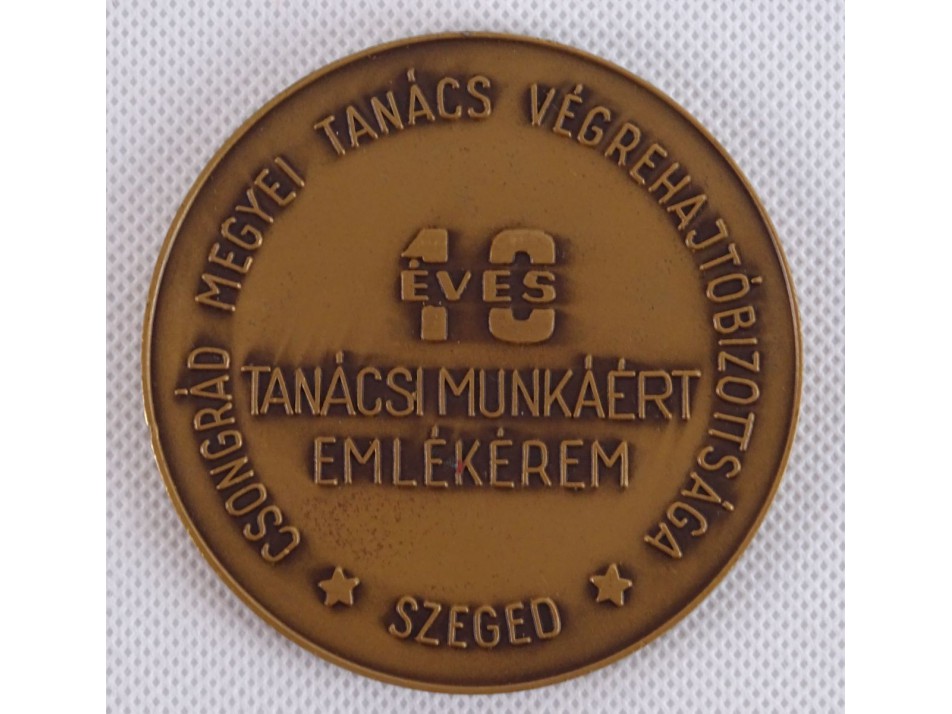 CSONGRÁD MEGYEI TANÁCS VÉGREHAJTÓBIZOTTSÁGA
10
ÉVES
TANÁCSI MUNKÁÉRT
EMLÉKÉREM
SZEGED